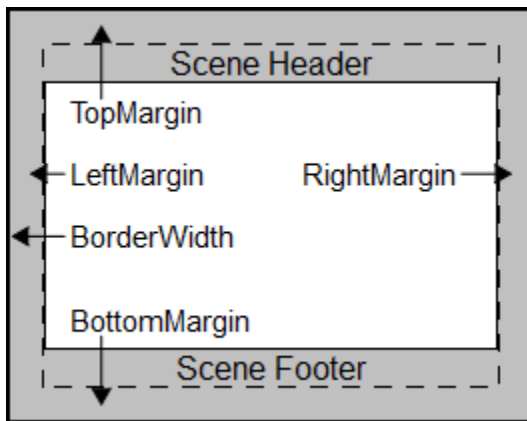 Scene Header
TopMargin
LeftMargin RightMargin
BorderWidth
BottomMargin
Scene Footer